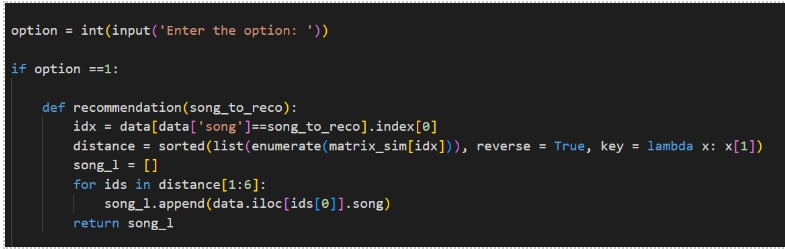 option = int(input('Enter the option: '))
if option ==1:
def recommendation(song_to_reco):
idx = data[data['song']==song_to_reco].index[0]
distance = sorted(list(enumerate(matrix_sim[idx])), reverse = True, key = lambda x: x[1])
song_l = []
for ids in distance[1:6]:
song_l.append(data.iloc[ids[0]].song)
return song_l